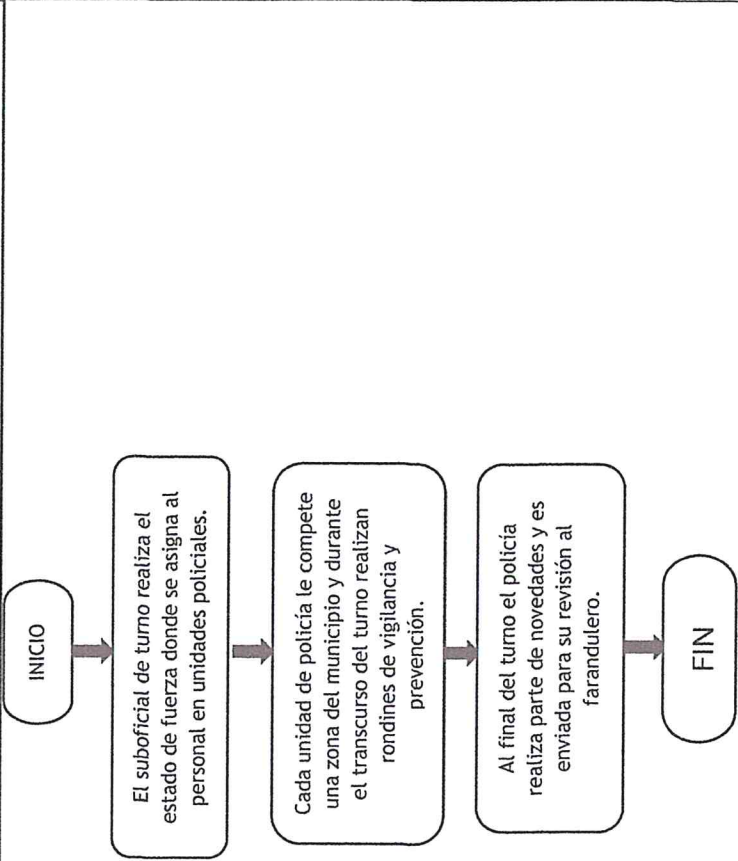 INICIO
El suboficial de turno realiza el
estado de fuerza donde se asigna al
personal en unidades policiales.
Cada unidad de policía le compete
una zona del municipio y durante
el transcurso del turno realizan
rondines de vigilancia y
prevención.
Al final del turno el policía
realiza parte de novedades y es
enviada para su revisión al
farandulero.
FIN